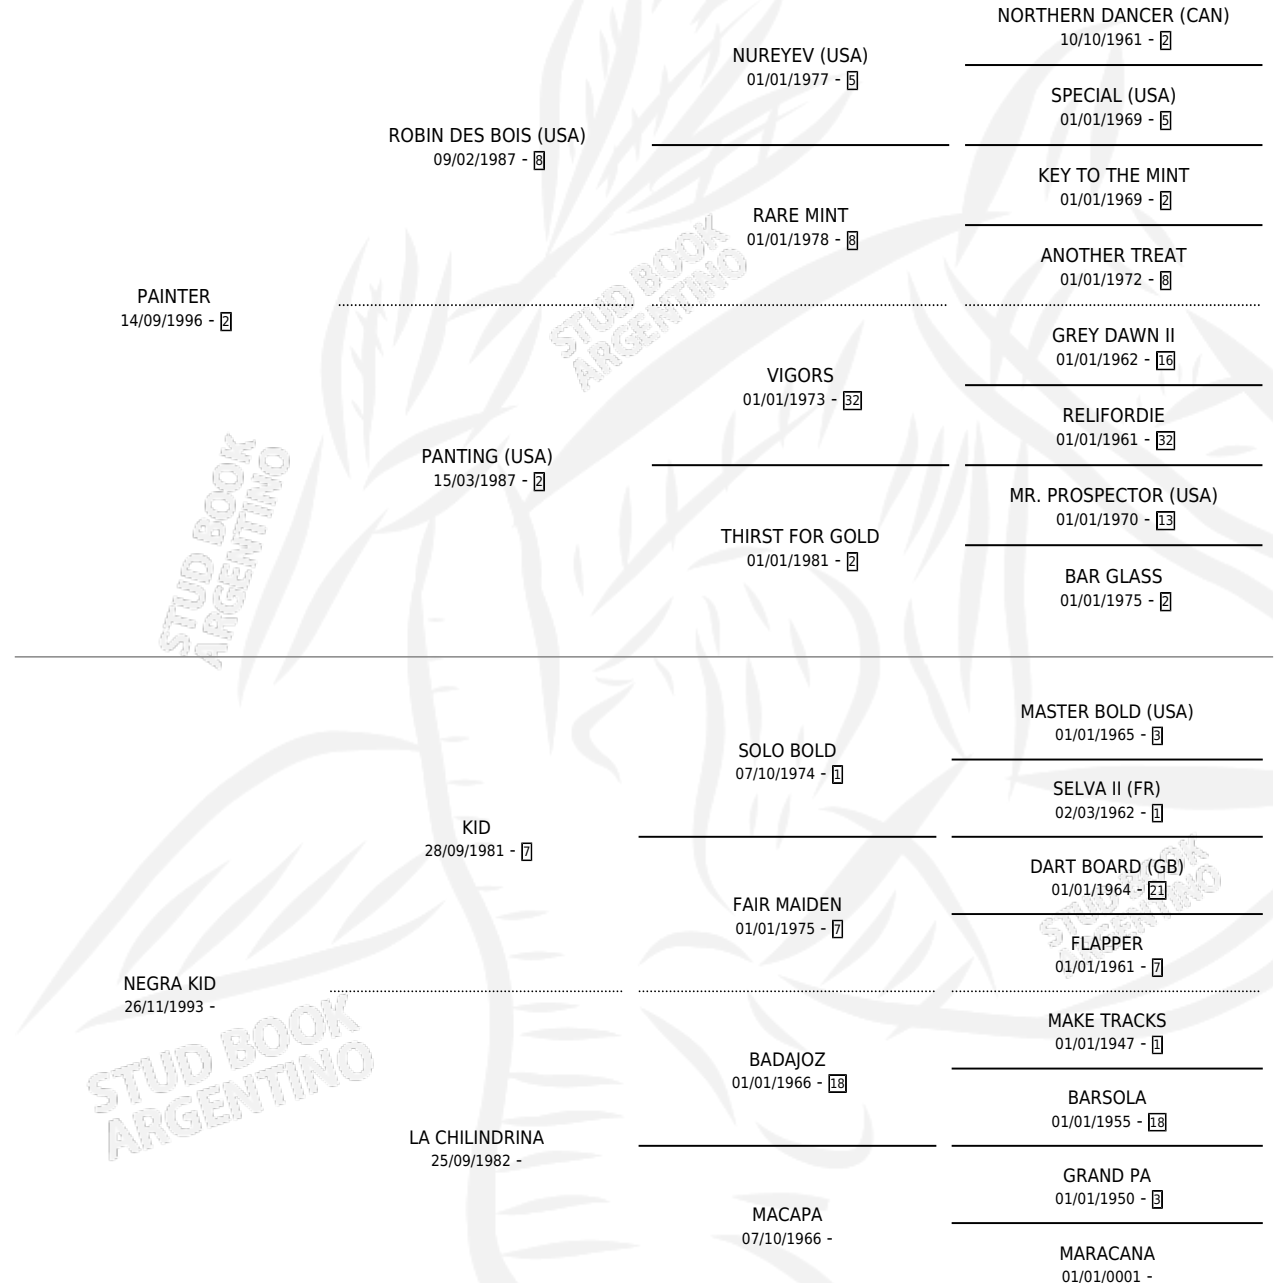 NORTHERN DANCER (CAN)
10/10/1961 - 2
NUREYEV (USA)
01/01/1977 - 5
SPECIAL (USA)
01/01/1969 - 5
ROBIN DES BOIS (USA)
09/02/1987 - 8
KEY TO THE MINT
01/01/1969 - 2
RARE MINT
01/01/1978 - 8
ANOTHER TREAT
01/01/1972 - 8
PAINTER
14/09/1996 - 2
GREY DAWN II
01/01/1962 - 16
VIGORS
01/01/1973 - 32
RELIFORDIE
01/01/1961 - 32
PANTING (USA)
15/03/1987 - 2
MR. PROSPECTOR (USA)
01/01/1970 - 13
THIRST FOR GOLD
01/01/1981 - 2
BAR GLASS
01/01/1975 - 2
MASTER BOLD (USA)
01/01/1965 - 3
SOLO BOLD
07/10/1974 - 1
SELVA II (FR)
02/03/1962 - 1
KID
28/09/1981 - 7
DART BOARD (GB)
01/01/1964 - 21
FAIR MAIDEN
01/01/1975 - 7
FLAPPER
01/01/1961 - 7
NEGRA KID
26/11/1993 -
MAKE TRACKS
01/01/1947 - 1
BADAJOZ
01/01/1966 - 18
BARSOLA
01/01/1955 - 18
LA CHILINDRINA
25/09/1982 -
GRAND PA
01/01/1950 - 3
MACAPA
07/10/1966 -
MARACANA
01/01/0001 -
STUD BOOK
ARGENTINO
STUD BOOK
ARGENTINO
STUD BOOK
ARGENTINO
STUD BOOK
ARGENTINO